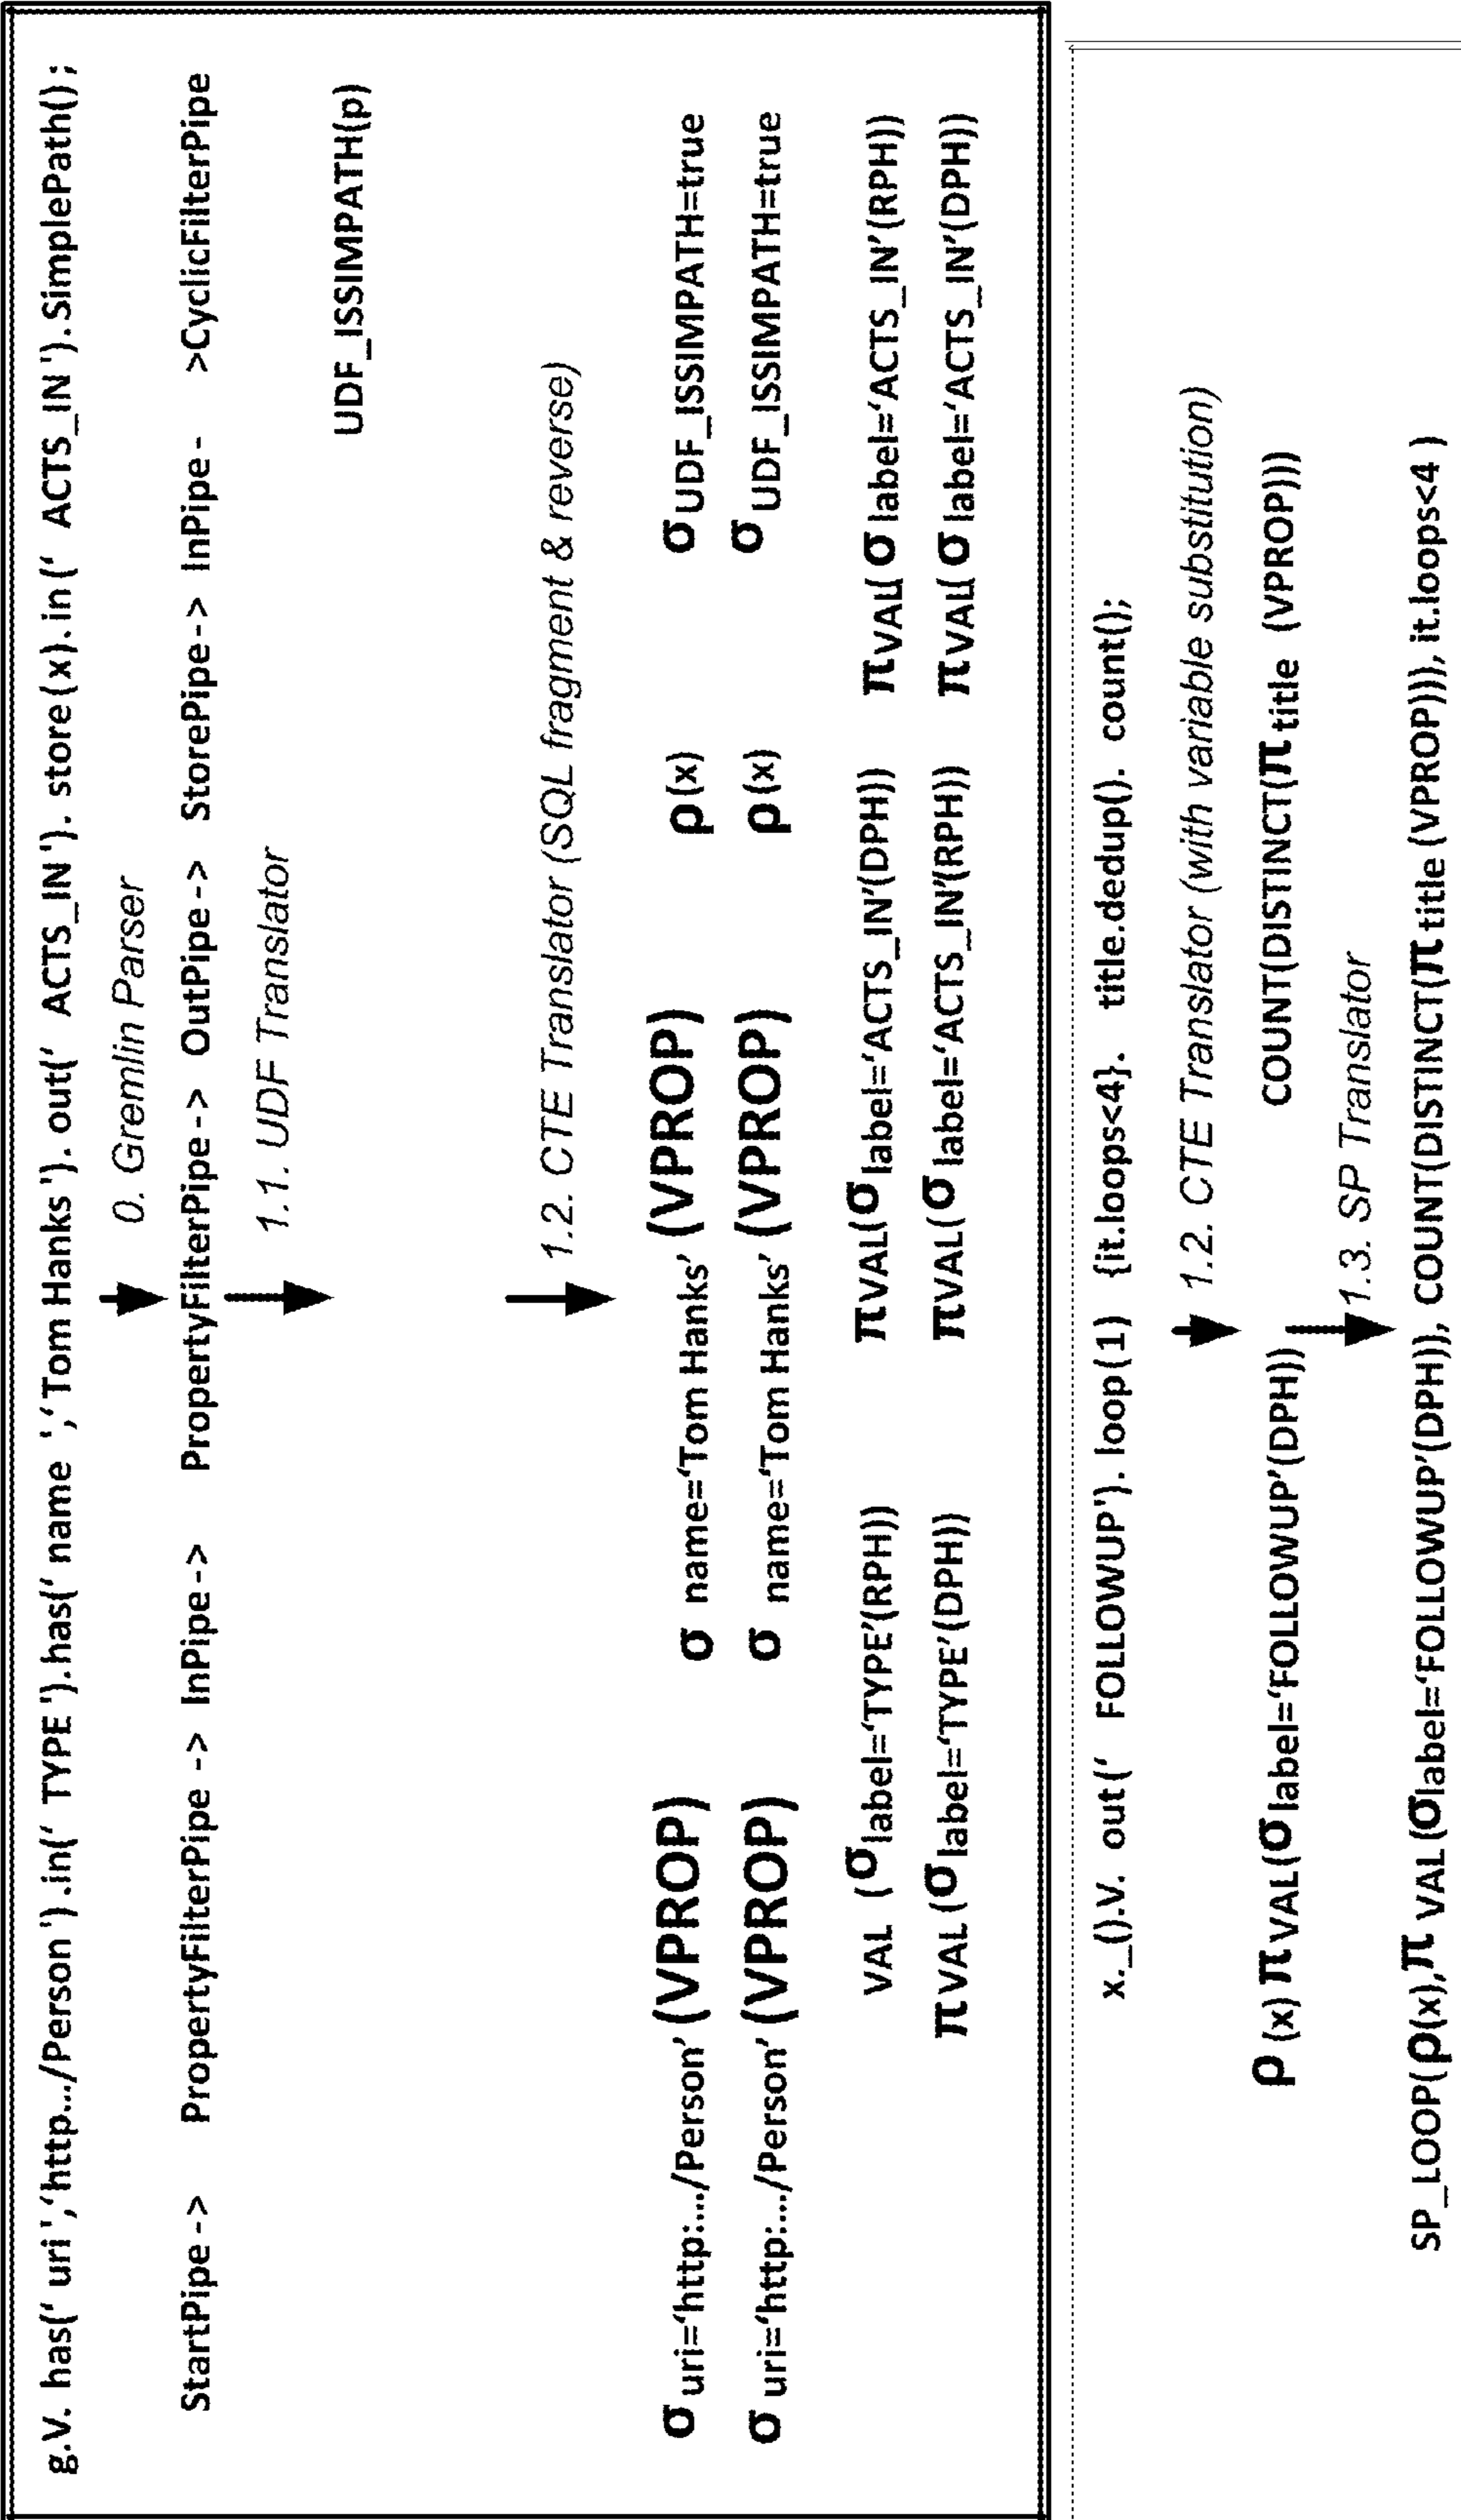 g.V. has(‘ uri ’,‘http.../Person ’) .in(‘ TYPE ’).has(‘ name ’,‘Tom Hanks’). out(‘ ACTS_IN’). store(x).in(‘ ACTS_IN ’).SimplePath();
0. Gremlin Parser
StartPipe -> PropertyFilterPipe -> InPipe-> PropertyFilterPipe-> OutPipe-> StorePipe-> InPipe- >CyclicFilterPipe
1.1. UDF Translator
UDF_ISSIMPATH(p)
1.2. CTE Translator (SQL fragment & reverse)
σ uri=‘http:.../Person’ (VPROP) σ name=‘Tom Hanks’ (VPROP) ρ(x) σ UDF_ISSIMPATH=true
σ uri=‘http:.../Person’ (VPROP) σ name=‘Tom Hanks’ (VPROP) ρ(x) σ UDF_ISSIMPATH=true
VAL (σ label=‘TYPE’(RPH)) π VAL(σ label=‘ACTS_IN’(DPH)) π VAL(σ label=‘ACTS_IN’(RPH))
π VAL(σ label=‘TYPE’(DPH)) π VAL(σ label=‘ACTS_IN’(RPH)) π VAL(σ label=‘ACTS_IN’(DPH))
x._().V. out(‘ FOLLOWUP’). loop(1) {it.loops<4}. title.dedup(). count();
1.2. CTE Translator (with variable substitution)
ρ (x) π VAL(σ label=‘FOLLOWUP’(DPH)) COUNT(DISTINCT(π title (VPROP)))
1.3. SP Translator
SP_LOOP(ρ(x),π VAL(σ label=‘FOLLOWUP’(DPH)), COUNT(DISTINCT(π title (VPROP))), it.loops<4 )